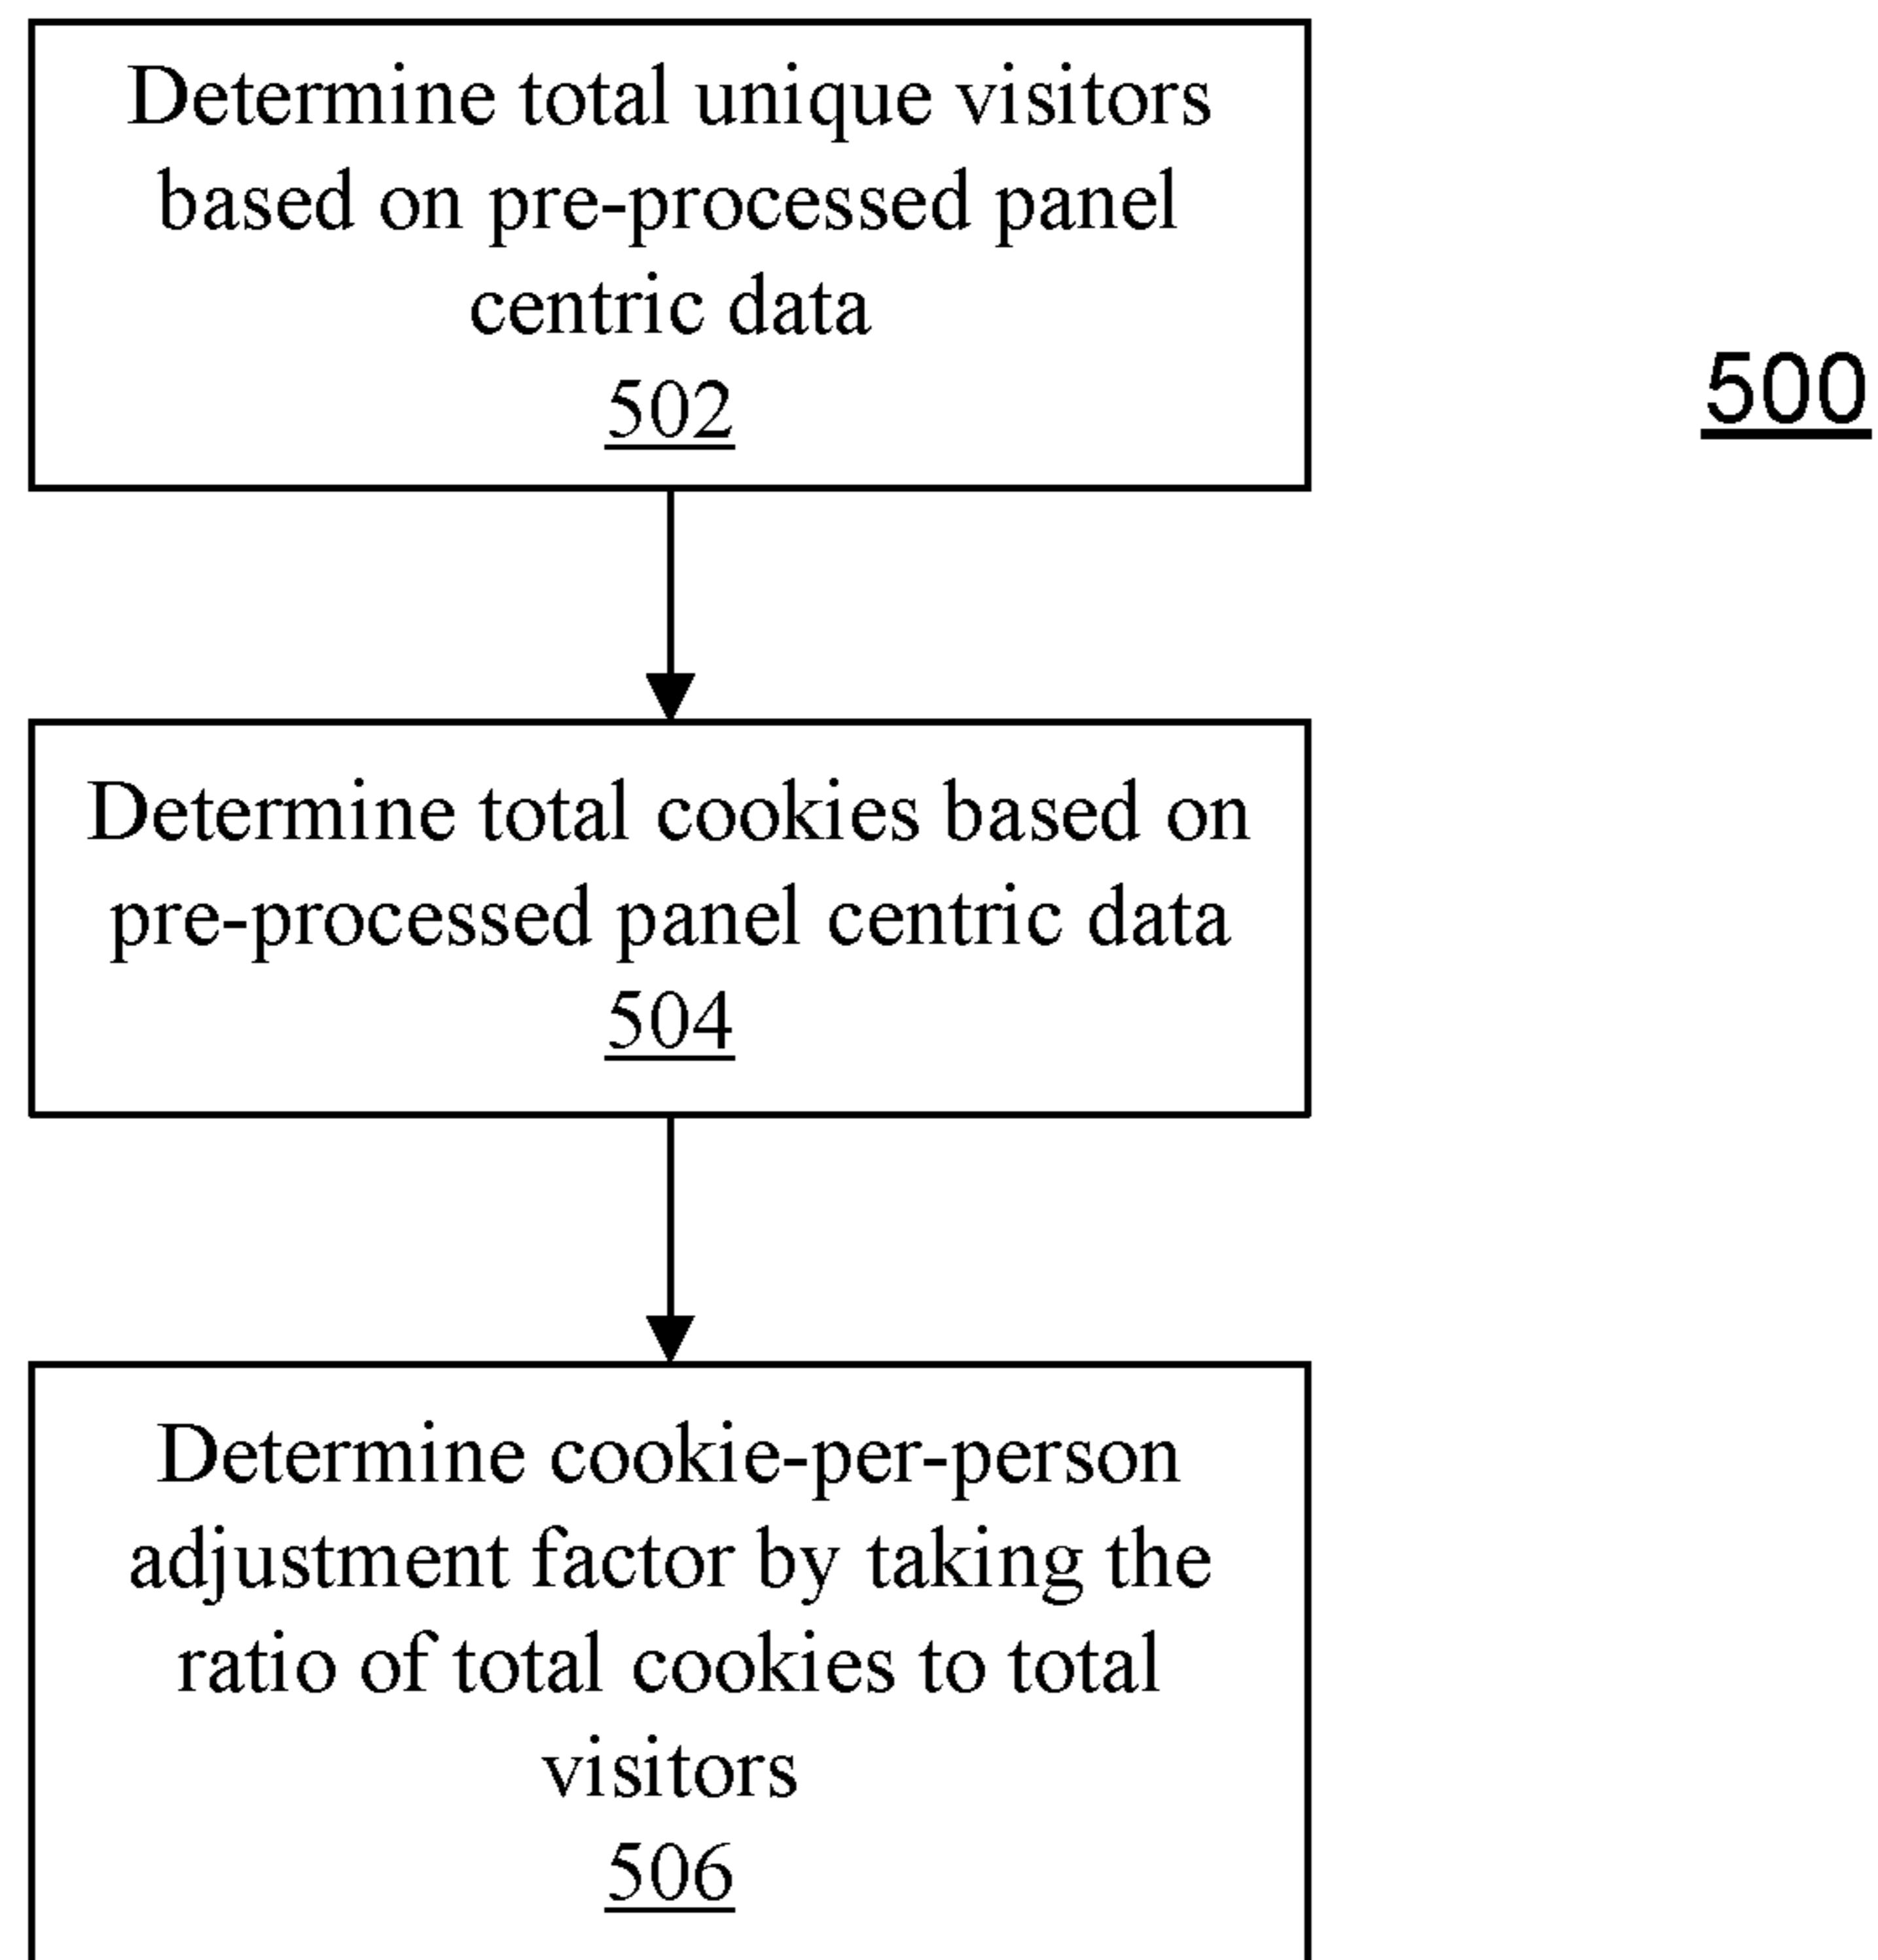 Determine total unique visitors
based on pre-processed panel
centric data
502
500
Determine total cookies based on
pre-processed panel centric data
504
Determine cookie-per-person
adjustment factor by taking the
ratio of total cookies to total
visitors
506